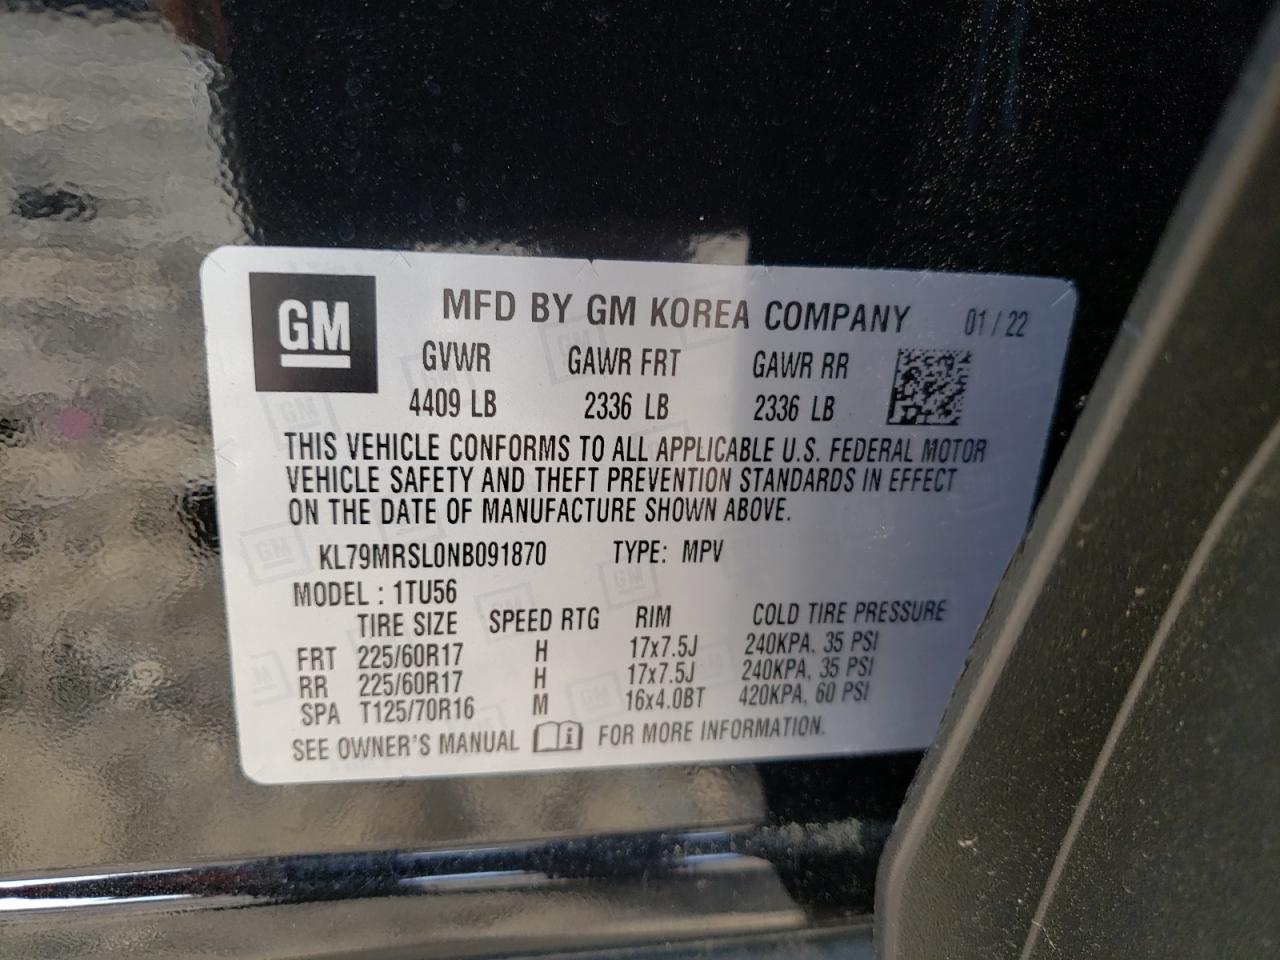 GM MFD BY GM KOREA COMPANY 01/22
GVWR GAWR FRT GAWR RR
4409 LB 2336 LB 2336 LB
THIS VEHICLE CONFORMS TO ALL APPLICABLE U.S. FEDERAL MOTOR
VEHICLE SAFETY AND THEFT PREVENTION STANDARDS IN EFFECT
ON THE DATE OF MANUFACTURE SHOWN ABOVE.
KL79MRSL0NB091870 TYPE: MPV
MODEL : 1TU56
TIRE SIZE SPEED RTG RIM COLD TIRE PRESSURE
FRT 225/60R17 H 17x7.5J 240KPA, 35 PSI
RR 225/60R17 H 17x7.5J 240KPA, 35 PSI
SPA T125/70R16 M 16x4.0BT 420KPA, 60 PSI
SEE OWNER'S MANUAL i FOR MORE INFORMATION.